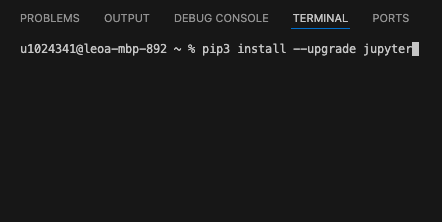 PROBLEMS OUTPUT DEBUG CONSOLE TERMINAL PORTS
u1024341@leoa-mbp-892 ~ % pip3 install --upgrade jupyter